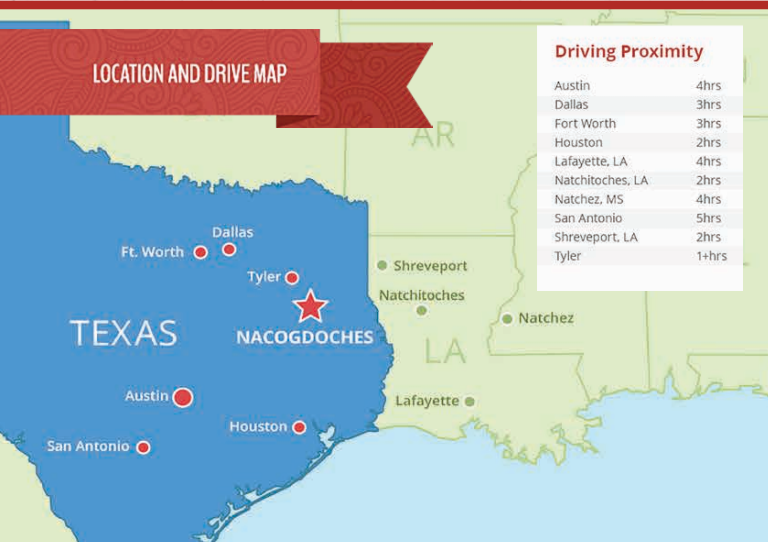 LOCATION AND DRIVE MAP
Driving Proximity
Austin 4hrs
Dallas 3hrs
Fort Worth 3hrs
Houston 2hrs
Lafayette, LA 4hrs
Natchitoches, LA 2hrs
Natchez, MS 4hrs
San Antonio 5hrs
Shreveport, LA 2hrs
Tyler 1+hrs
AR
Dallas
Ft. Worth
Tyler
Shreveport
Natchitoches
NACOGDOCHES
TEXAS
Natchez
LA
Austin
Lafayette
Houston
San Antonio